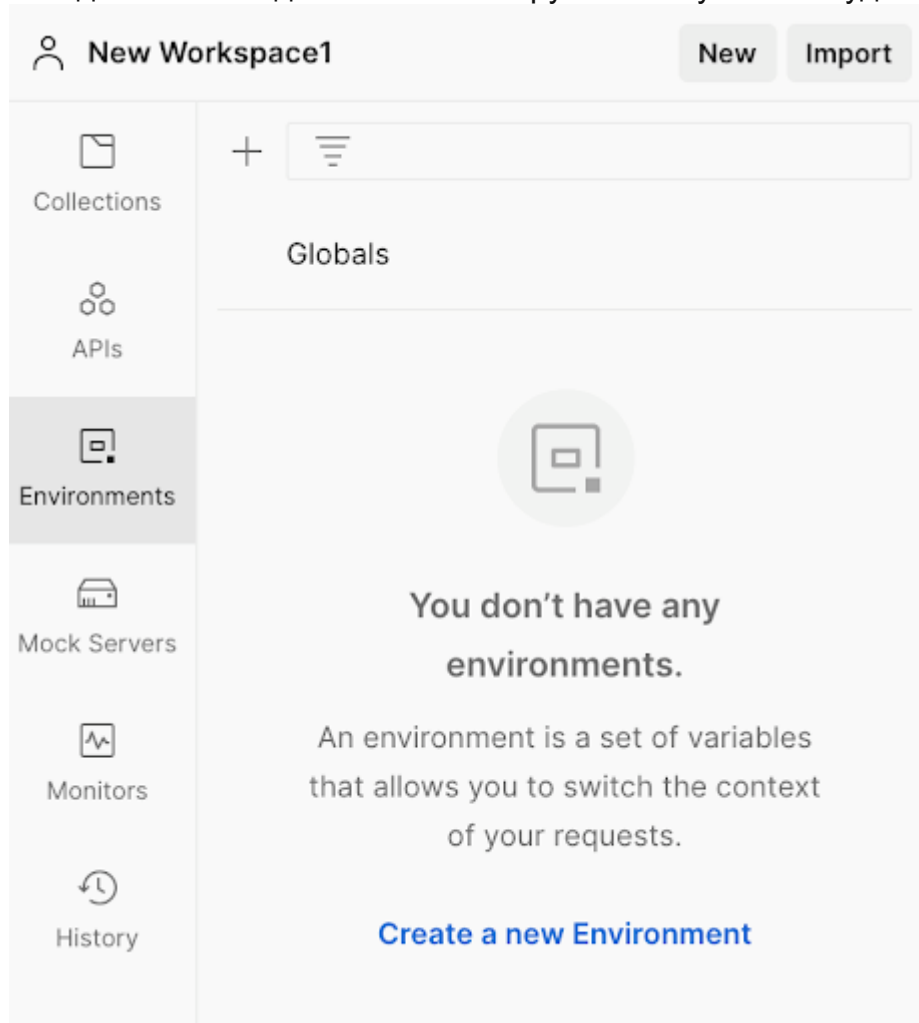 New Workspace1
New
Import
Collections
Globals
APIs
Environments
You don't have any
environments.
Mock Servers
An environment is a set of variables
that allows you to switch the context
of your requests.
Monitors
History
Create a new Environment